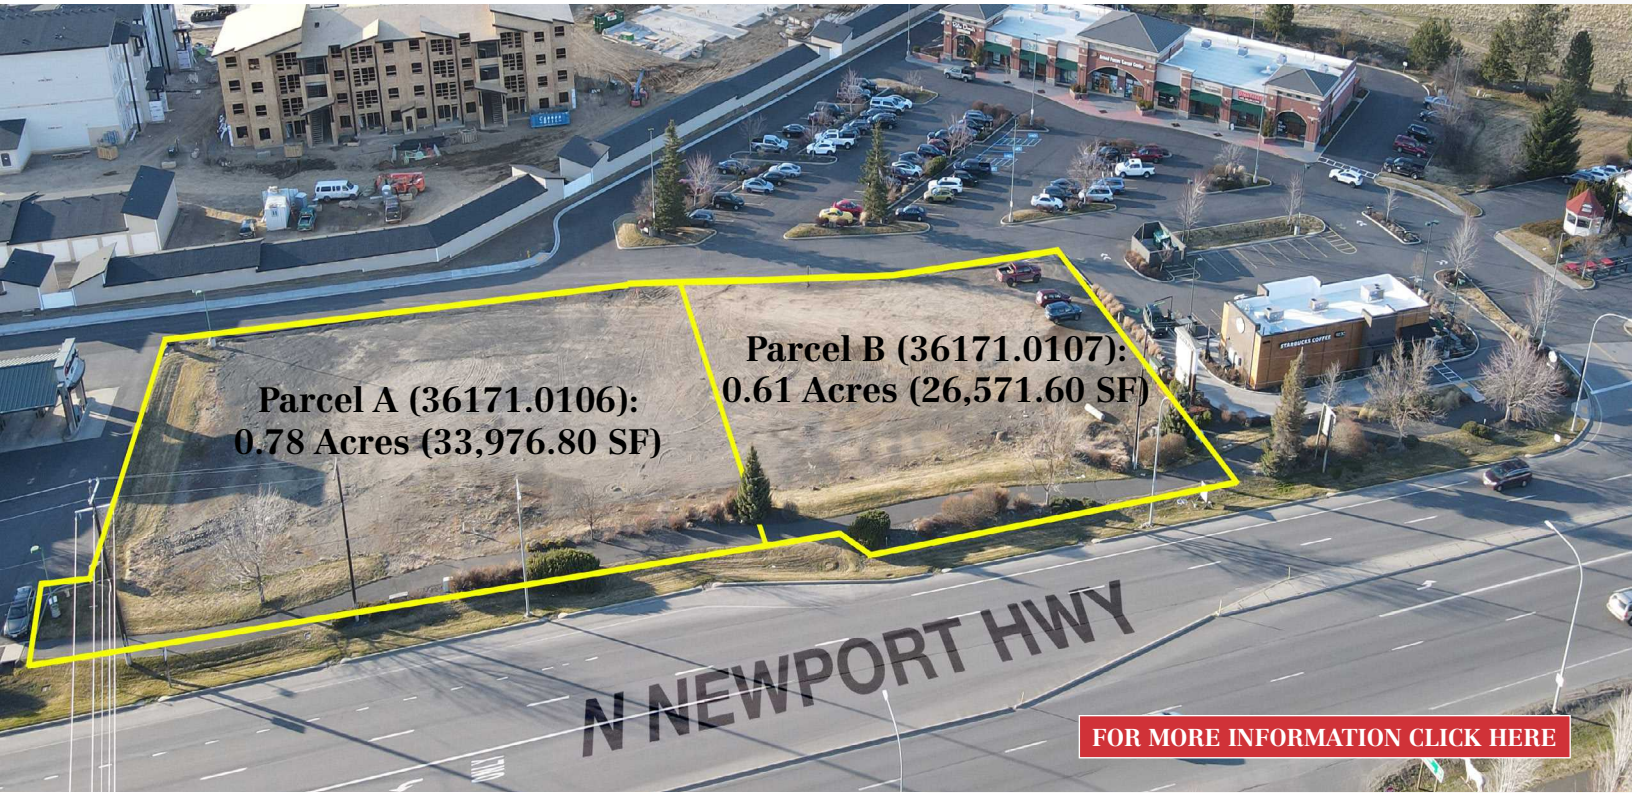 Parcel A (36171.0106):
0.78 Acres (33,976.80 SF)
Parcel B (36171.0107):
0.61 Acres (26,571.60 SF)
STARBUCKS COFFEE
N NEWPORT HWY
ONLY
FOR MORE INFORMATION CLICK HERE